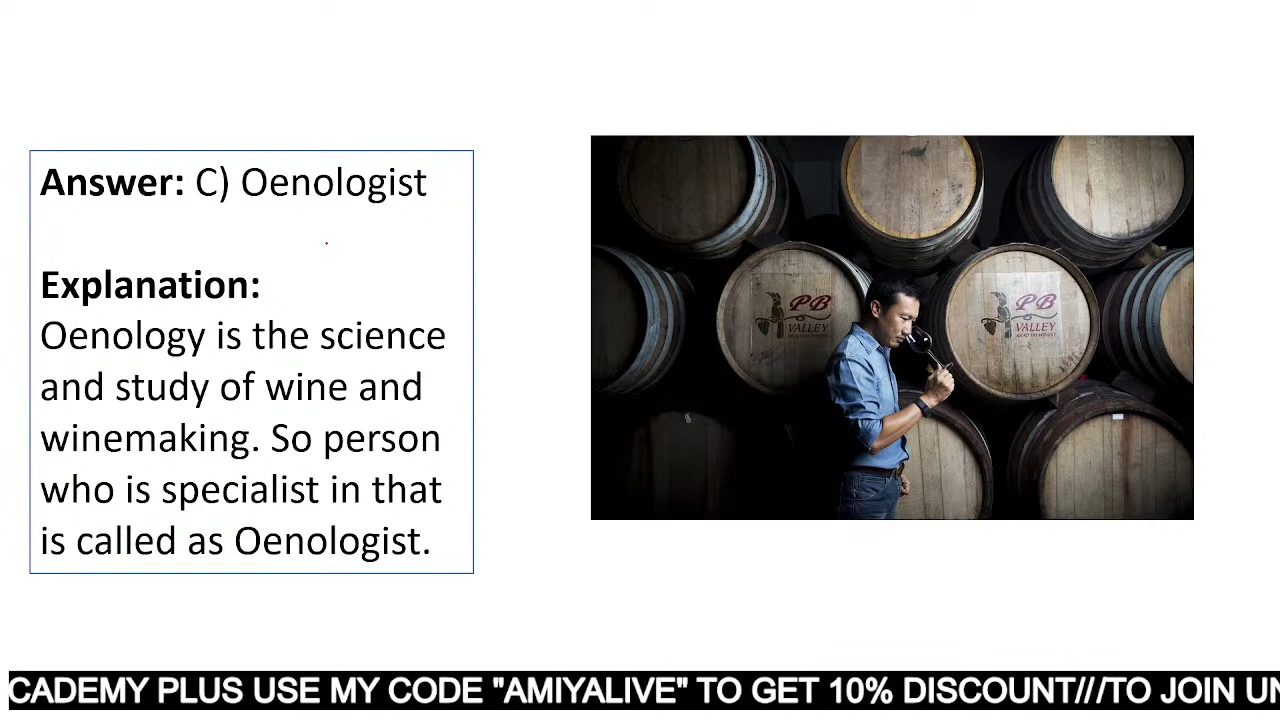 Answer: C) Oenologist
Explanation:
Oenology is the science
and study of wine and
winemaking. So person
who is specialist in that
is called as Oenologist.
PB
VALLEY
PB
VALLEY
CADEMY PLUS USE MY CODE "AMIYALIVE" TO GET 10% DISCOUNT///TO JOIN UN